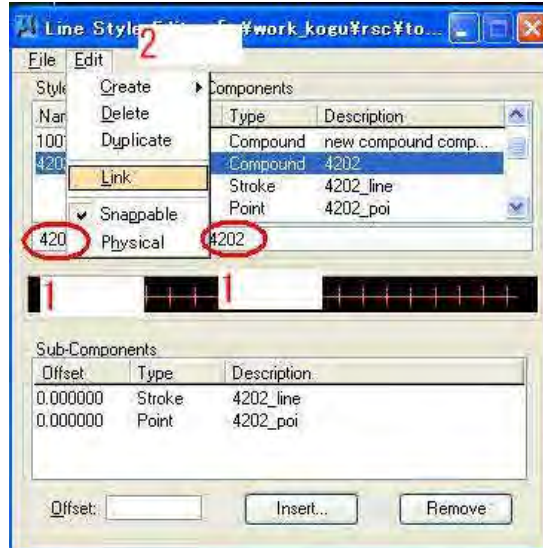 Line Style
¥work_kogu¥rsc¥to...
2
File Edit
Components
Create
Delete
Duplicate
Link
Snappable
Physical
Type Description
Compound new compound comp...
Compound 4202
Stroke 4202_line
Point 4202_poi
420
4202
1 1
Sub-Components
Offset Type Description
0.000000 Stroke 4202_line
0.000000 Point 4202_poi
Offset: Insert... Remove